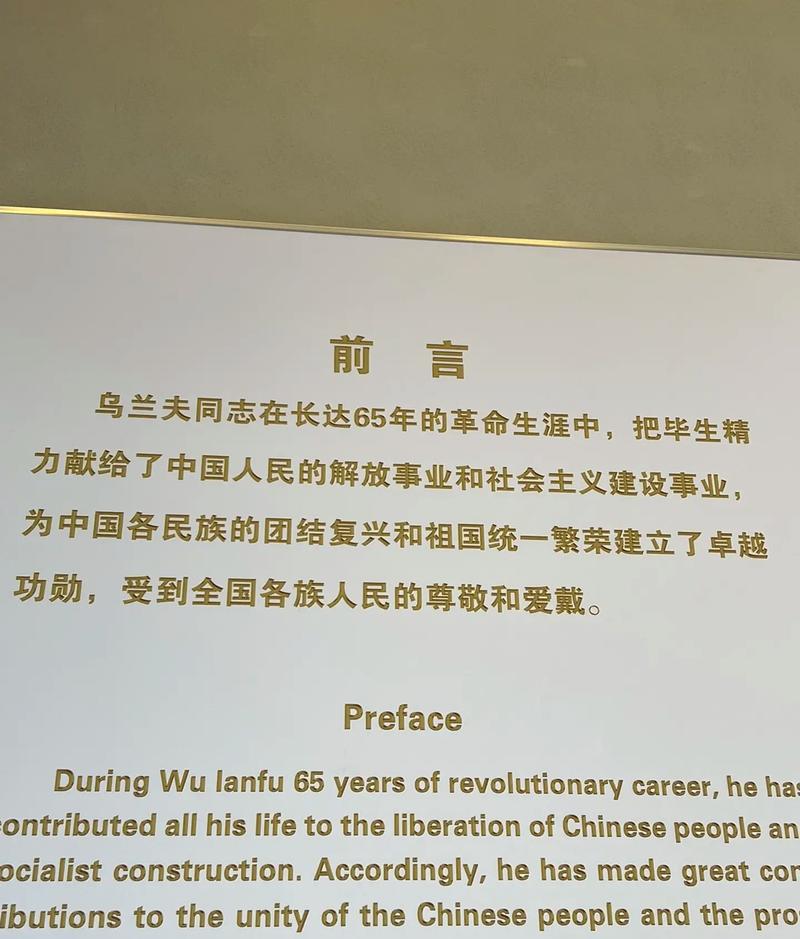 前 言
乌兰夫同志在长达65年的革命生涯中，把毕生精
力献给了中国人民的解放事业和社会主义建设事业，
为中国各民族的团结复兴和祖国统一繁荣建立了卓越
功勋，受到全国各族人民的尊敬和爱戴。
Preface
During Wu lanfu 65 years of revolutionary career, he has
contributed all his life to the liberation of Chinese people an
ocialist construction. Accordingly, he has made great con
ibutions to the unity of the Chinese people and the pro